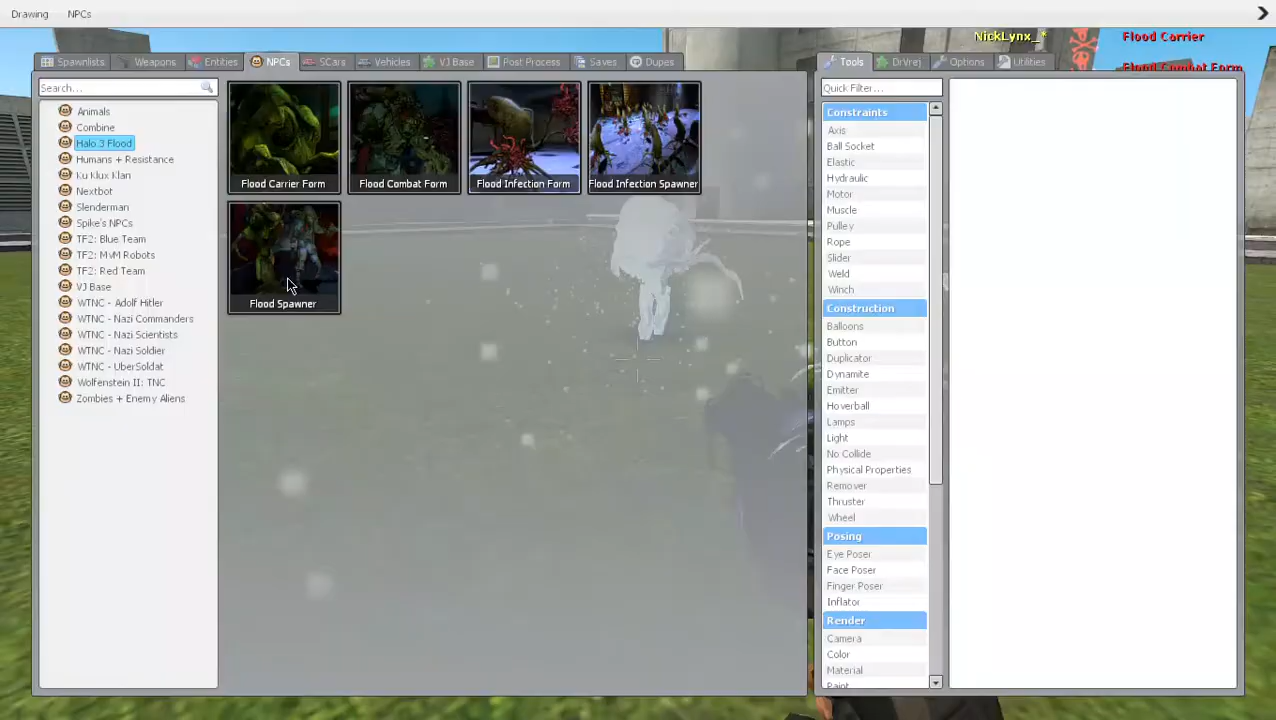 Drawing NPCs
NickLynx_* Flood Carrier
Flood Combat Form
Spawnlists Weapons Entities NPCs SCars Vehicles VJ Base Post Process Saves Dupes
Tools DrVrej Options Utilities
Search...
Quick Filter...
Animals
Combine
Halo 3 Flood
Humans + Resistance
Ku Klux Klan
Nextbot
Slenderman
Spike's NPCs
TF2: Blue Team
TF2: MvM Robots
TF2: Red Team
VJ Base
WTNC - Adolf Hitler
WTNC - Nazi Commanders
WTNC - Nazi Scientists
WTNC - Nazi Soldier
WTNC - UberSoldat
Wolfenstein II: TNC
Zombies + Enemy Aliens
Flood Carrier Form
Flood Combat Form
Flood Infection Form
Flood Infection Spawner
Flood Spawner
Constraints
Axis
Ball Socket
Elastic
Hydraulic
Motor
Muscle
Pulley
Rope
Slider
Weld
Winch
Construction
Balloons
Button
Duplicator
Dynamite
Emitter
Hoverball
Lamps
Light
No Collide
Physical Properties
Remover
Thruster
Wheel
Posing
Eye Poser
Face Poser
Finger Poser
Inflator
Render
Camera
Color
Material
Paint